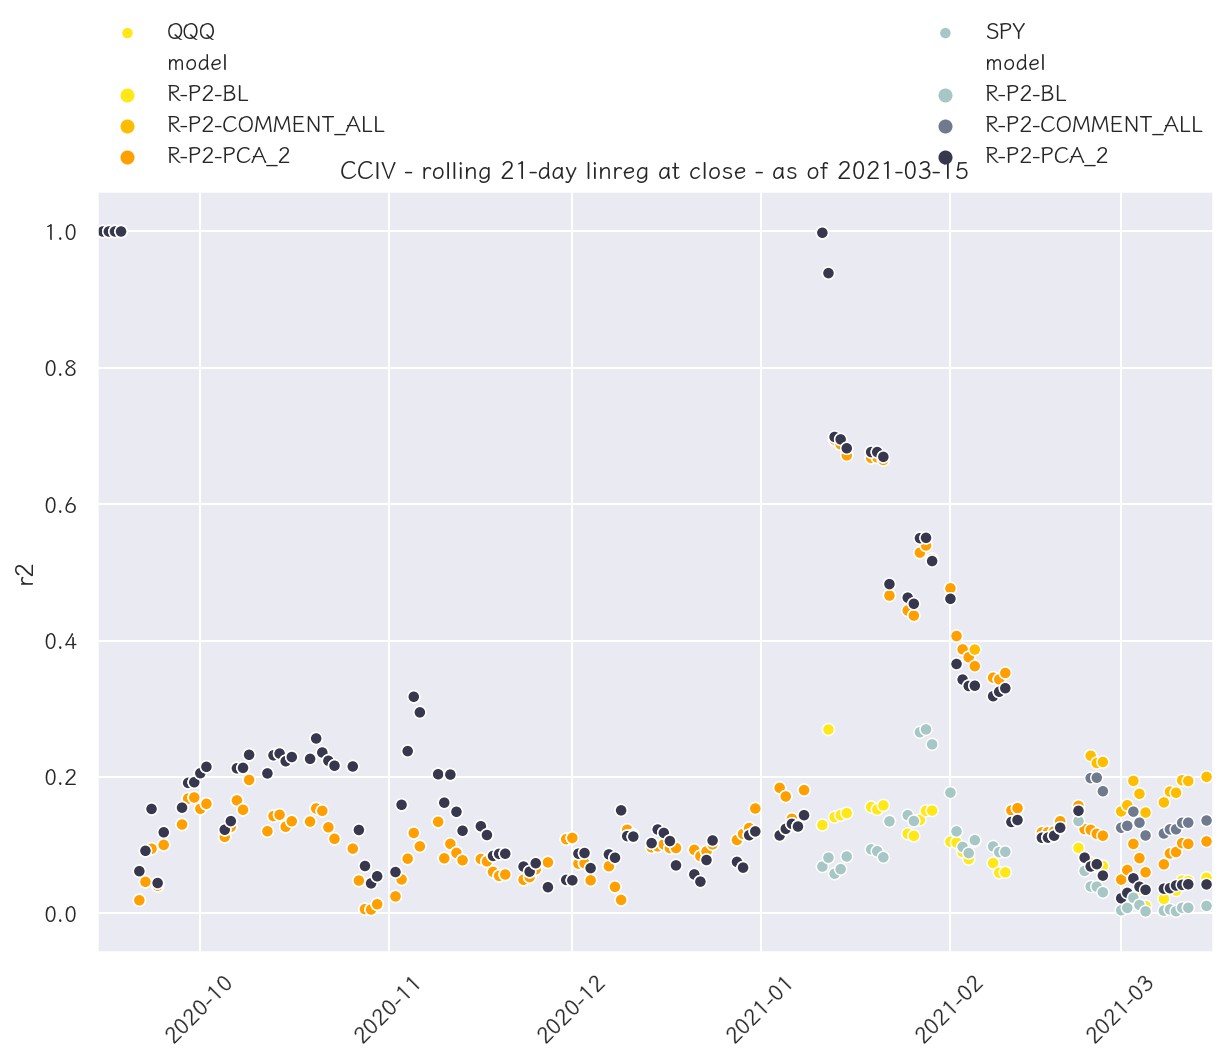 QQQ
model
R-P2-BL
R-P2-COMMENT_ALL
R-P2-PCA_2
SPY
model
R-P2-BL
R-P2-COMMENT_ALL
R-P2-PCA_2
CCIV - rolling 21-day linreg at close - as of 2021-03-15
r2
1.0
0.8
0.6
0.4
0.2
0.0
2020-10
2020-11
2020-12
2021-01
2021-02
2021-03